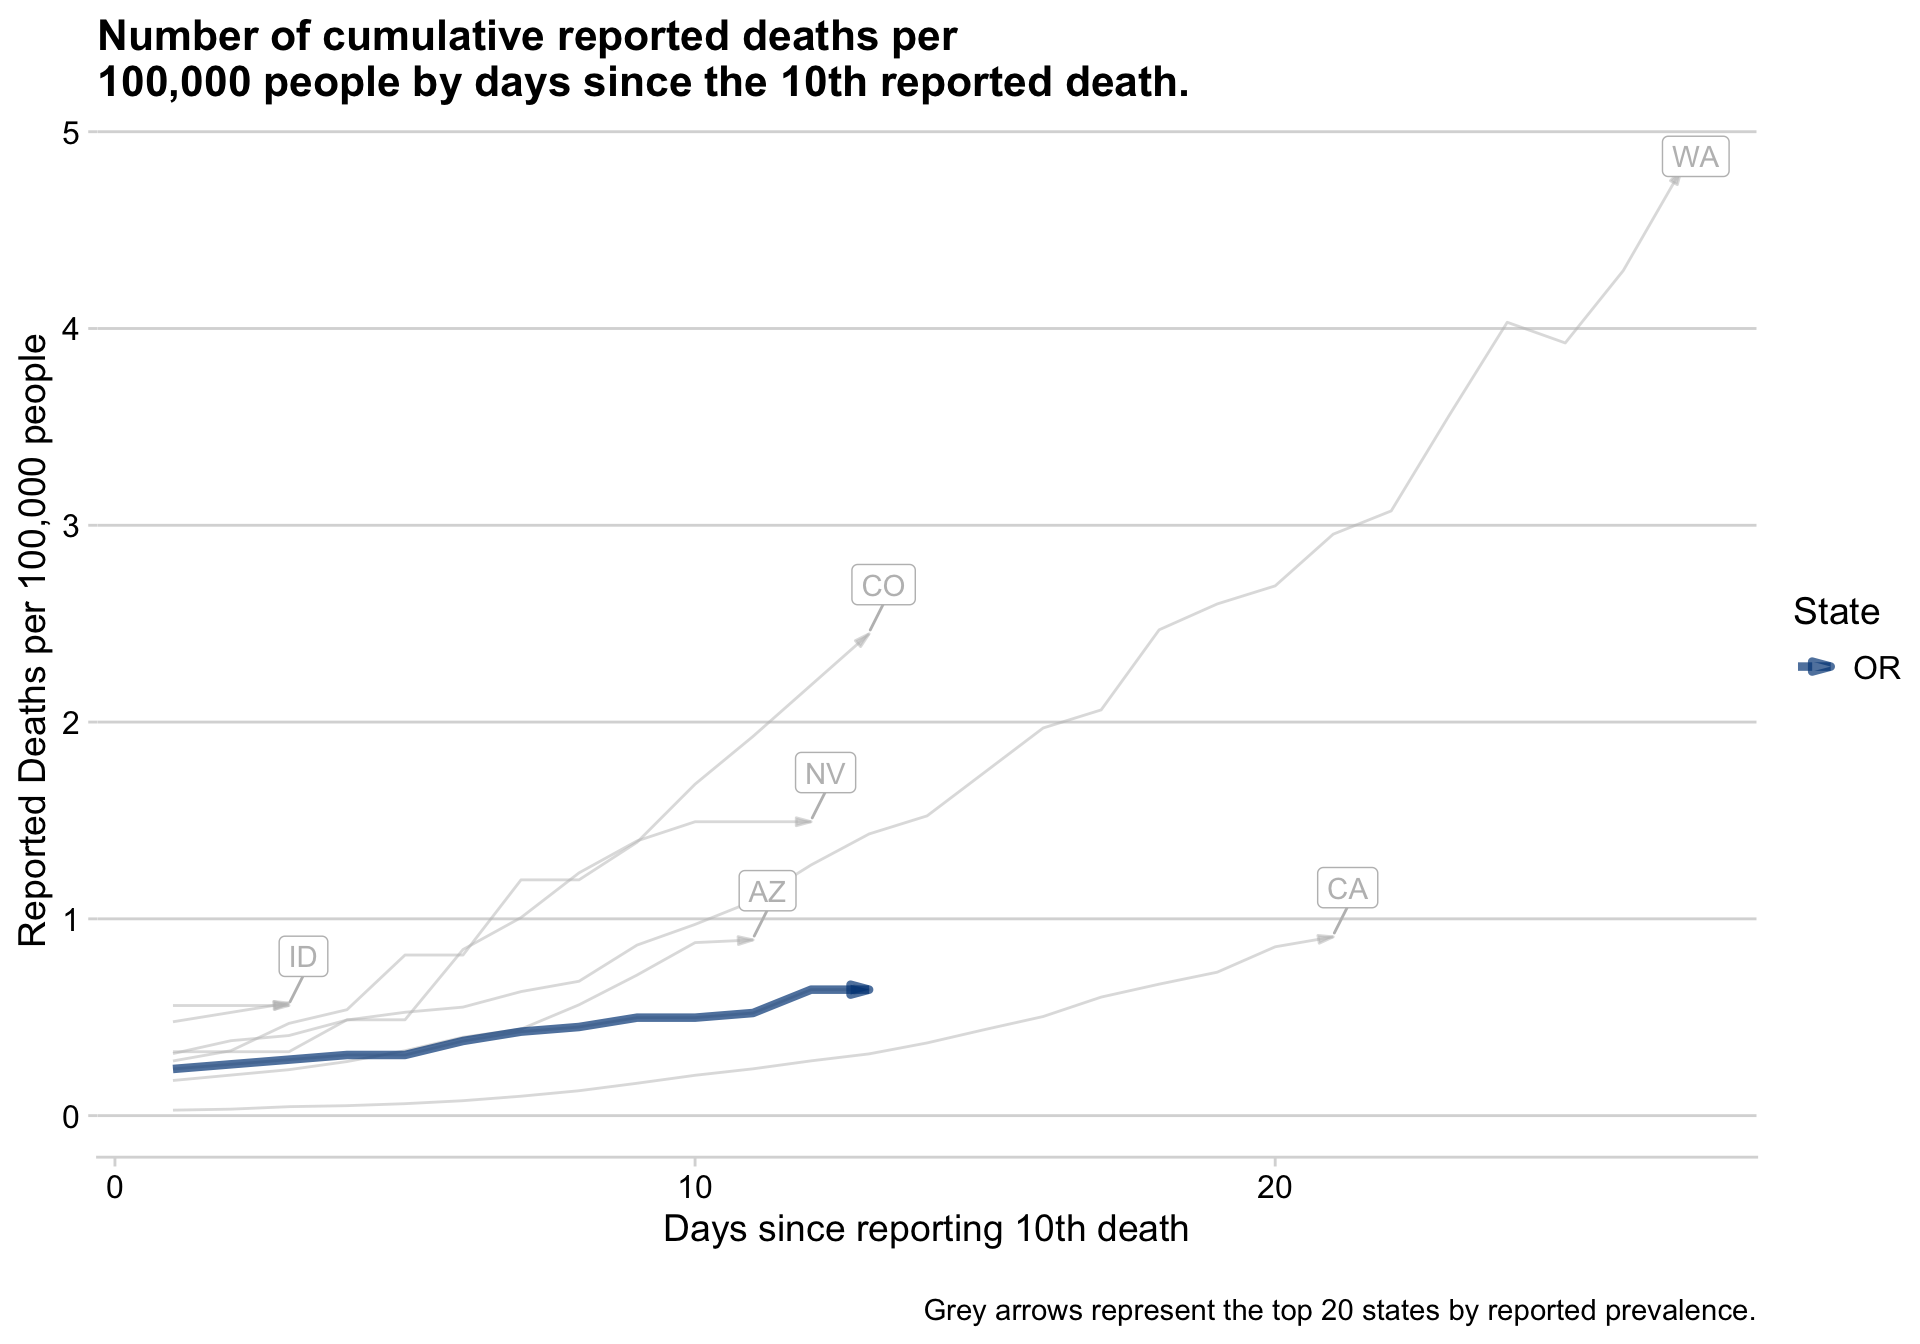 Number of cumulative reported deaths per
100,000 people by days since the 10th reported death.
Reported Deaths per 100,000 people
5
4
3
2
1
0
WA
CO
NV
AZ
CA
ID
State
OR
0
10
20
Days since reporting 10th death
Grey arrows represent the top 20 states by reported prevalence.